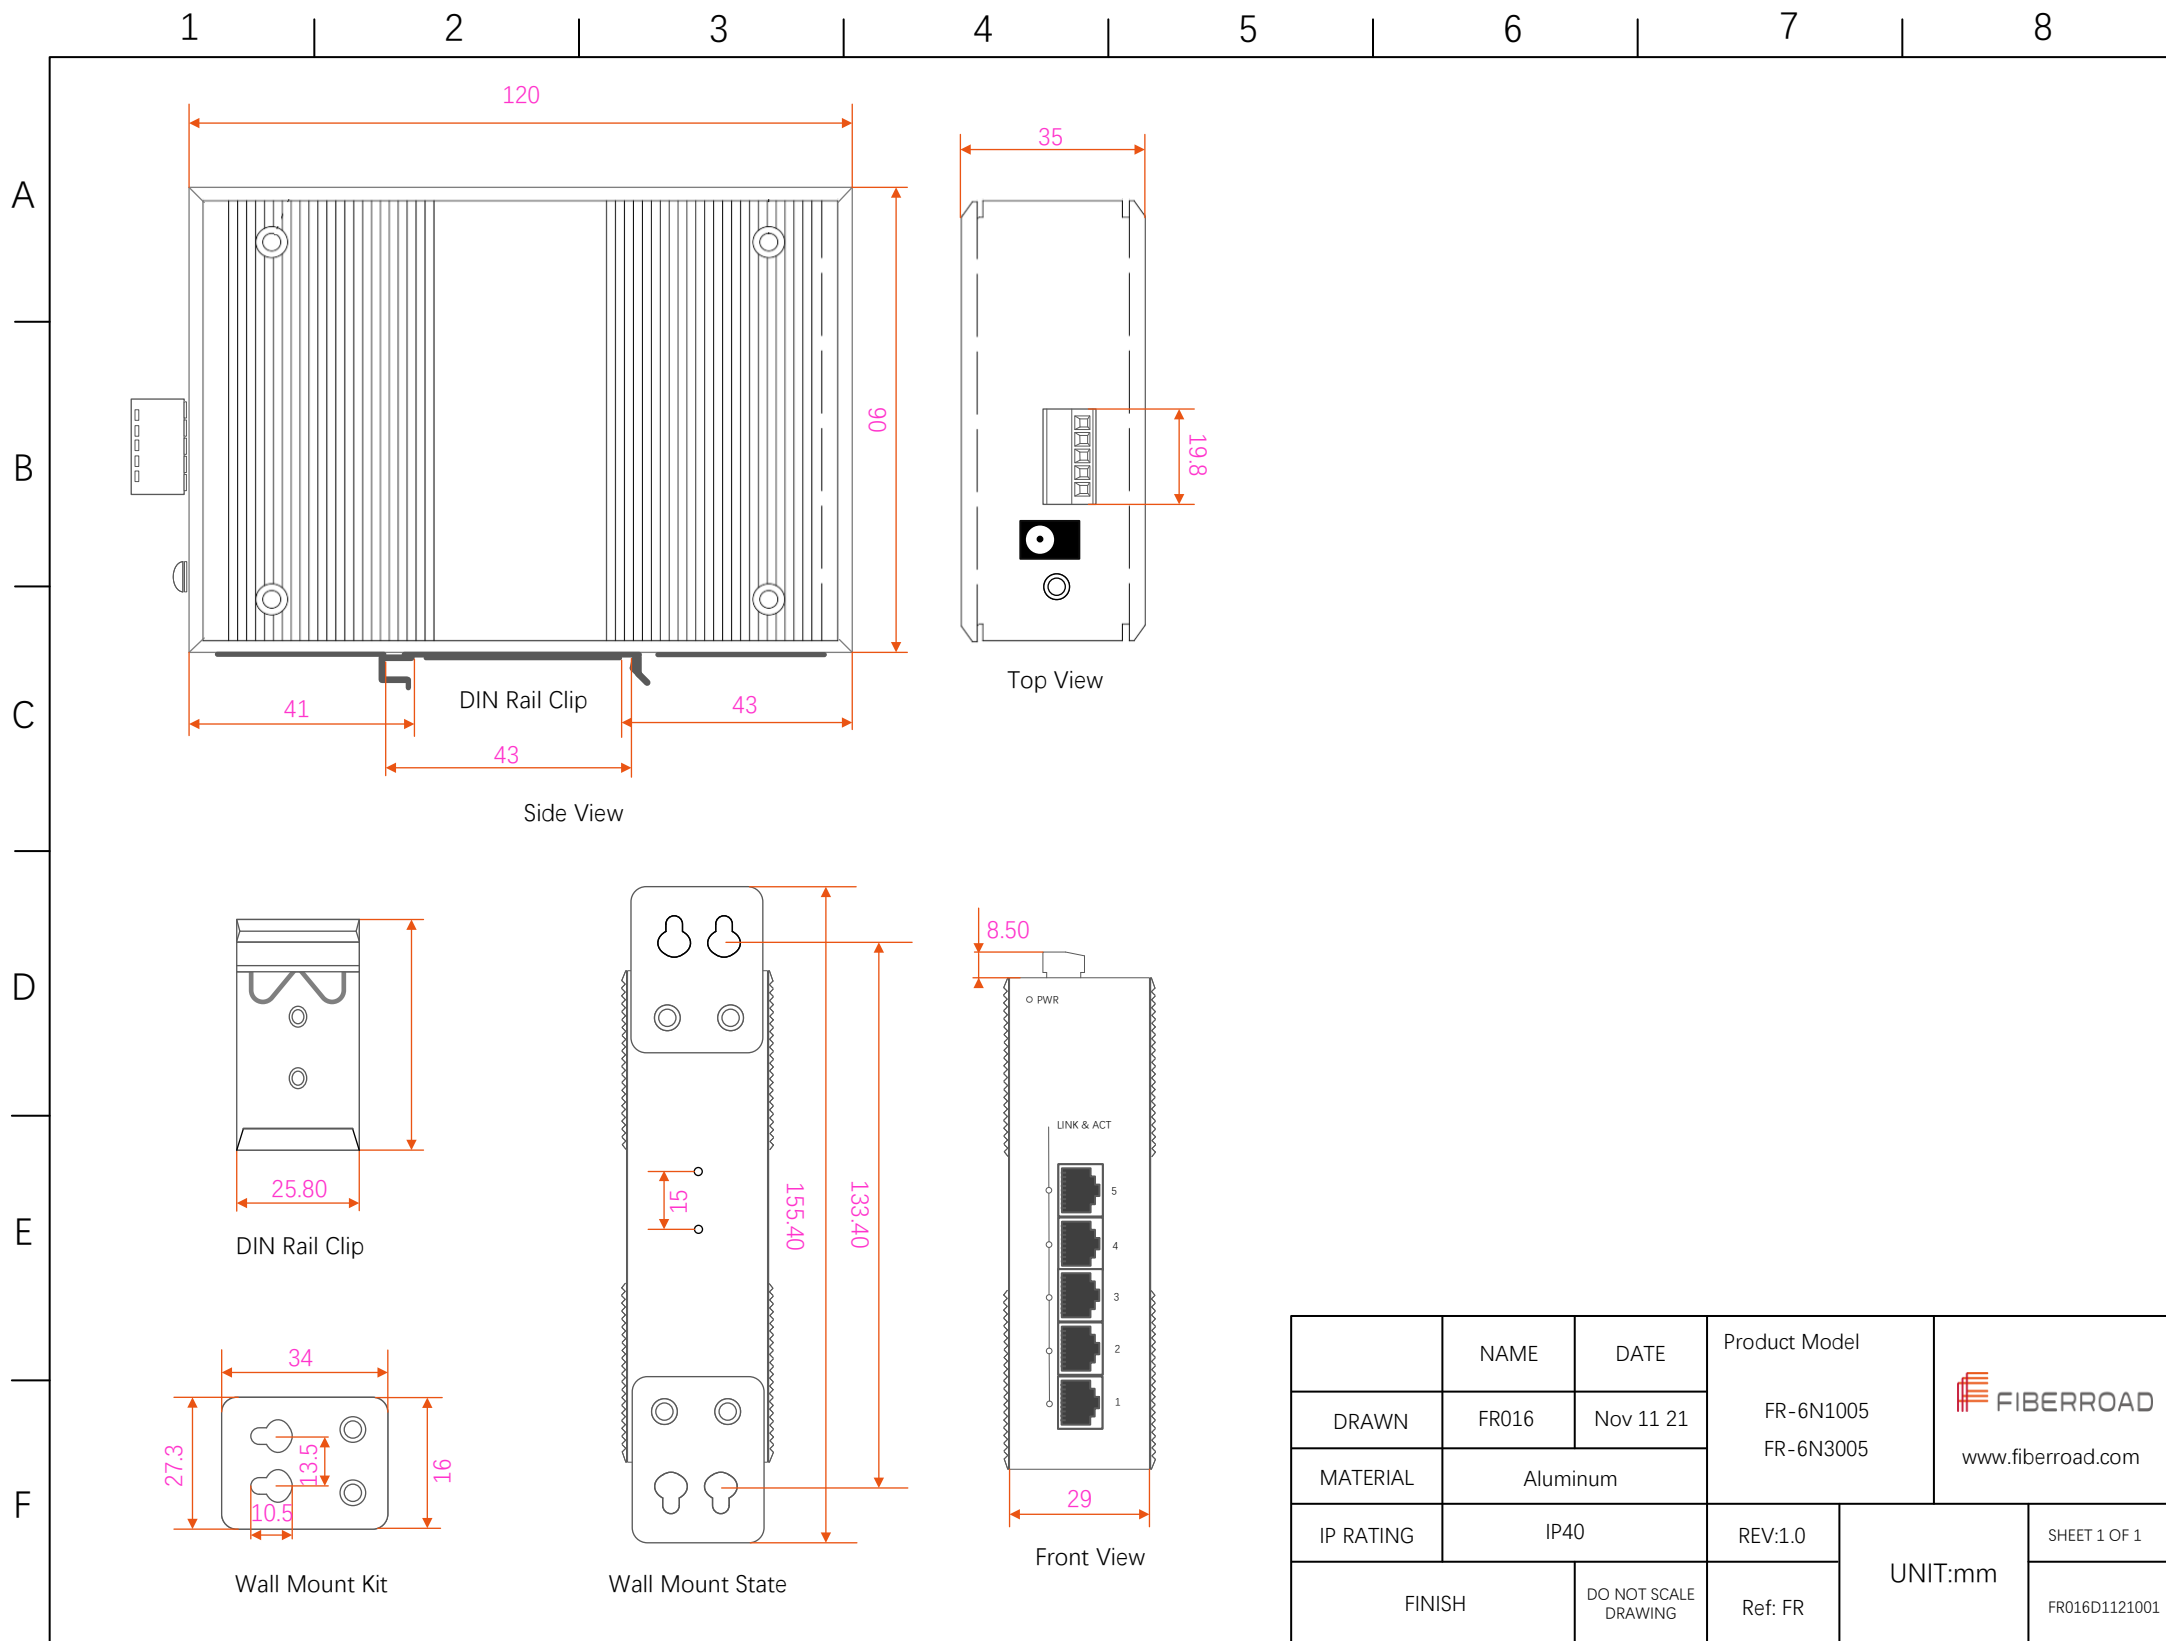 1 2 3 4 5 6 7 8
A
B
C
D
E
F
120
90
41
DIN Rail Clip
43
43
Side View
35
19.8
Top View
25.80
DIN Rail Clip
34
27.3
13.5
10.5
16
Wall Mount Kit
15
155.40
133.40
Wall Mount State
8.50
PWR
LINK & ACT
5
4
3
2
1
29
Front View
NAME DATE Product Model
DRAWN FR016 Nov 11 21
FR-6N1005
FR-6N3005
FIBERROAD
www.fiberroad.com
MATERIAL Aluminum
IP RATING IP40 REV:1.0 UNIT:mm SHEET 1 OF 1
FINISH DO NOT SCALE
DRAWING
Ref: FR FR016D1121001